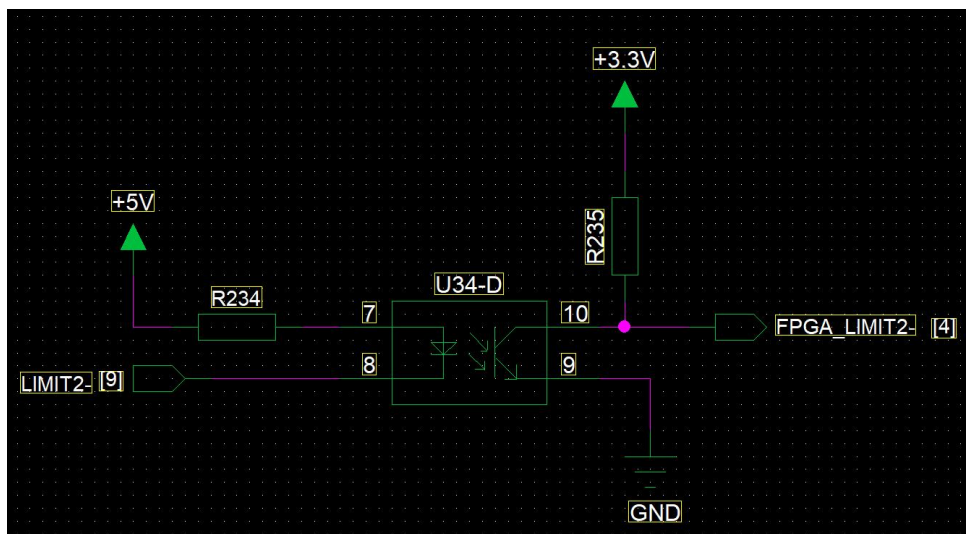 +3.3V
+5V
R235
U34-D
R234
7
10
FPGA_LIMIT2- [4]
8
9
LIMIT2- [9]
GND